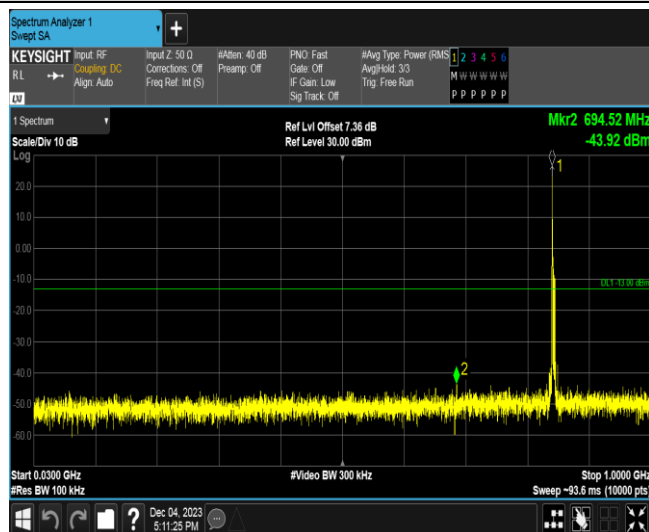 Spectrum Analyzer 1
Swept SA
KEYSIGHT
RL
LXI
Input: RF
Coupling: DC
Align: Auto
Input Z: 50 Ω
Corrections: Off
Freq Ref: Int (S)
#Atten: 40 dB
Preamp: Off
PNO: Fast
Gate: Off
IF Gain: Low
Sig Track: Off
#Avg Type: Power (RMS
Avg|Hold: 3/3
Trig: Free Run
1 2 3 4 5 6
M W W W W W
P P P P P P
1 Spectrum
Scale/Div 10 dB
Log
Ref Lvl Offset 7.36 dB
Ref Level 30.00 dBm
Mkr2 694.52 MHz
-43.92 dBm
1
20.0
10.0
0.00
-10.0
DL1 -13.00 dBm
-20.0
-30.0
-40.0
2
-50.0
-60.0
Start 0.0300 GHz
#Res BW 100 kHz
#Video BW 300 kHz
Stop 1.0000 GHz
Sweep ~93.6 ms (10000 pts)
?
Dec 04, 2023
5:11:25 PM